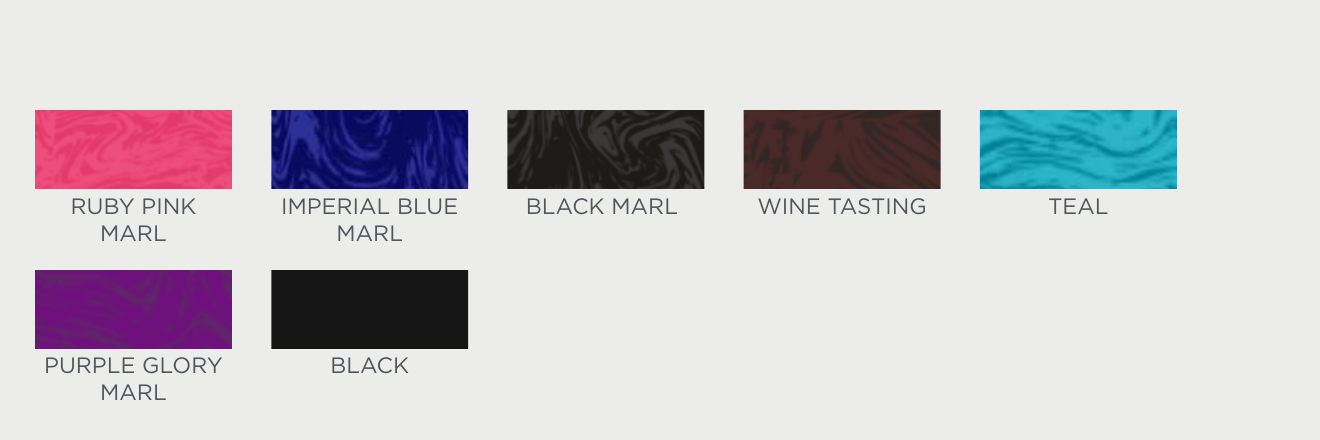 RUBY PINK
MARL
IMPERIAL BLUE
MARL
BLACK MARL
WINE TASTING
TEAL
PURPLE GLORY
MARL
BLACK